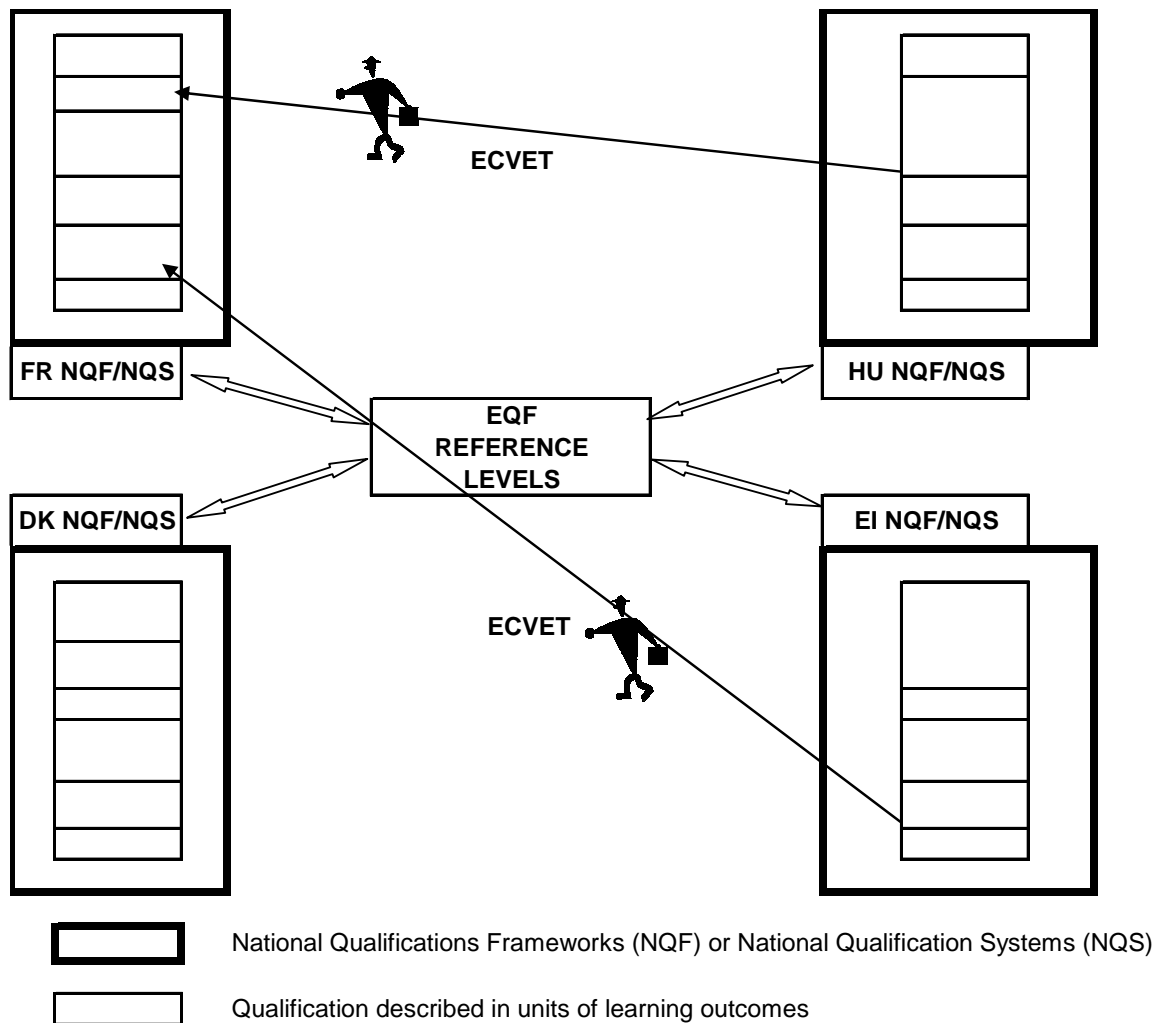 ECVET
FR NQF/NQS
HU NQF/NQS
EQF
REFERENCE
LEVELS
DK NQF/NQS
EI NQF/NQS
ECVET
National Qualifications Frameworks (NQF) or National Qualification Systems (NQS)
Qualification described in units of learning outcomes